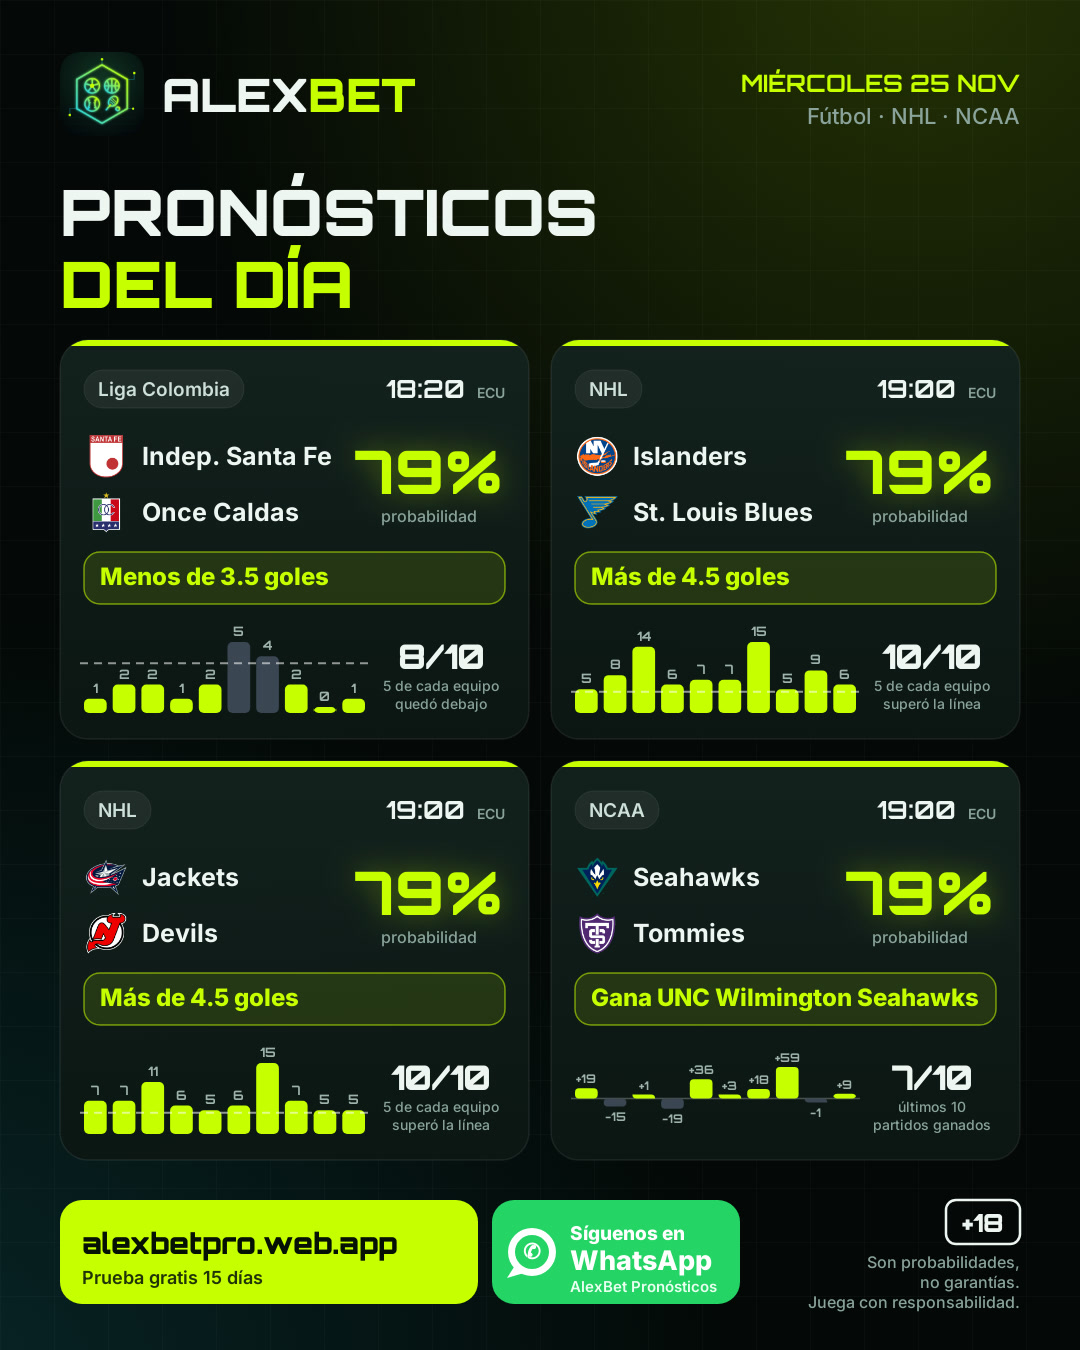 ALEXBET
MIÉRCOLES 25 NOV
Fútbol · NHL · NCAA
PRONÓSTICOS
DEL DÍA
Liga Colombia
18:20 ECU
SANTA FE
Indep. Santa Fe
Once Caldas
79%
probabilidad
Menos de 3.5 goles
1 2 2 1 2 5 4 2 0 1
8/10
5 de cada equipo
quedó debajo
NHL
19:00 ECU
NY
ISLANDERS
Islanders
St. Louis Blues
79%
probabilidad
Más de 4.5 goles
5 8 14 6 7 7 15 5 9 6
10/10
5 de cada equipo
superó la línea
NHL
19:00 ECU
Jackets
Devils
79%
probabilidad
Más de 4.5 goles
7 7 11 6 5 6 15 7 5 5
10/10
5 de cada equipo
superó la línea
NCAA
19:00 ECU
Seahawks
Tommies
79%
probabilidad
Gana UNC Wilmington Seahawks
+19 -15 +1 -19 +36 +3 +18 +59 -1 +9
7/10
últimos 10
partidos ganados
alexbetpro.web.app
Prueba gratis 15 días
Síguenos en
WhatsApp
AlexBet Pronósticos
+18
Son probabilidades,
no garantías.
Juega con responsabilidad.